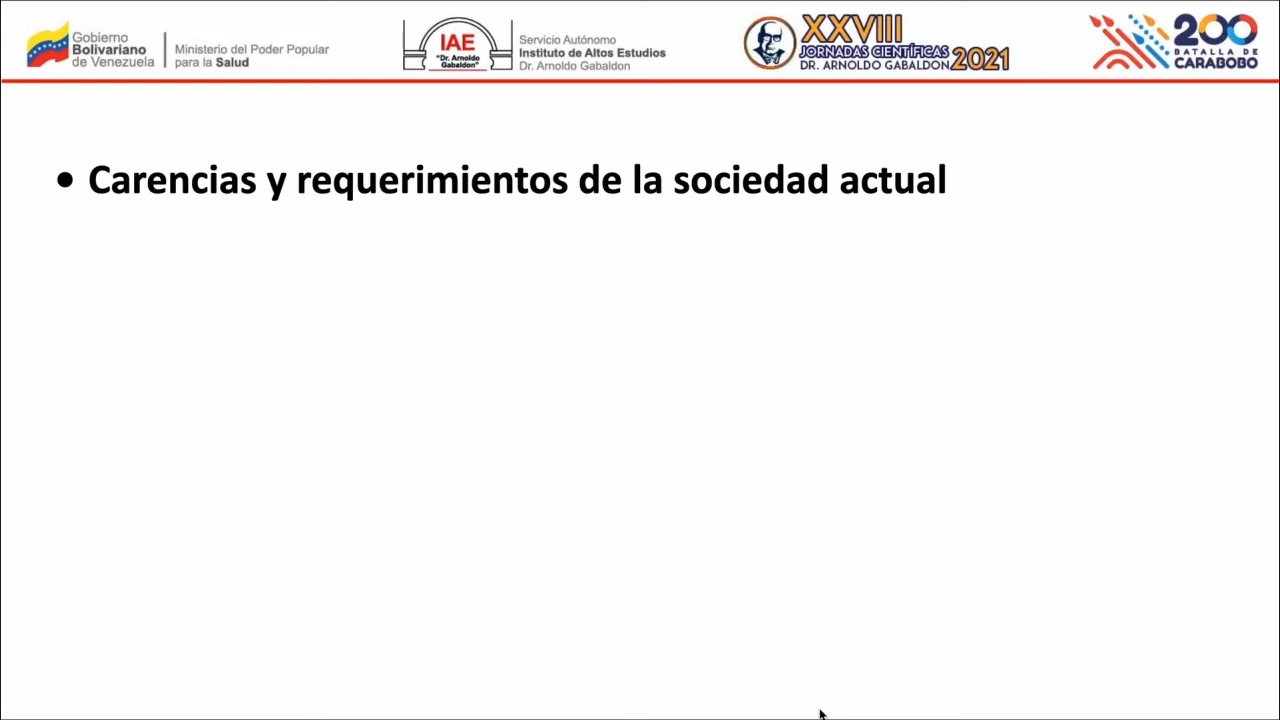 Gobierno
Bolivariano
de Venezuela
Ministerio del Poder Popular
para la Salud
IAE
"Dr. Arnoldo
Gabaldon"
Servicio Autónomo
Instituto de Altos Estudios
Dr. Arnoldo Gabaldon
XXVIII
JORNADAS CIENTÍFICAS
DR. ARNOLDO GABALDON 2021
200
BATALLA DE
CARABOBO
• Carencias y requerimientos de la sociedad actual